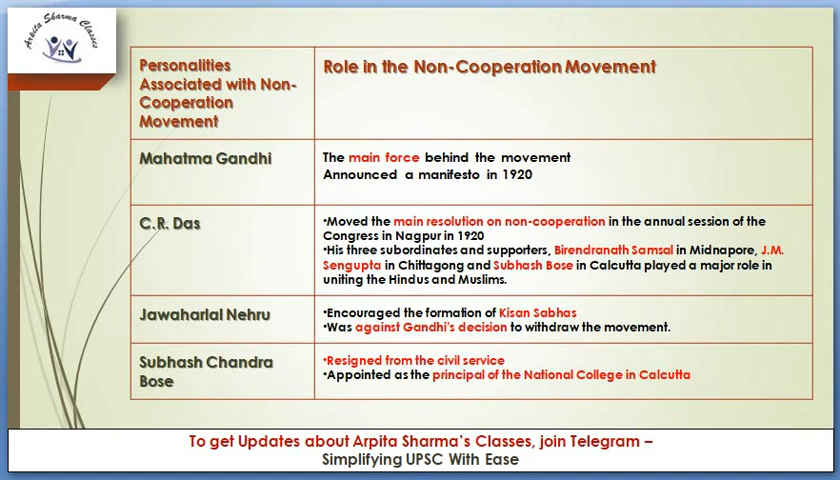 Arpita Sharma Classes
Personalities
Associated with Non-
Cooperation
Movement
Role in the Non-Cooperation Movement
Mahatma Gandhi
The main force behind the movement
Announced a manifesto in 1920
C.R. Das
•Moved the main resolution on non-cooperation in the annual session of the
Congress in Nagpur in 1920
•His three subordinates and supporters, Birendranath Samsal in Midnapore, J.M.
Sengupta in Chittagong and Subhash Bose in Calcutta played a major role in
uniting the Hindus and Muslims.
Jawaharlal Nehru
•Encouraged the formation of Kisan Sabhas
•Was against Gandhi's decision to withdraw the movement.
Subhash Chandra
Bose
•Resigned from the civil service
•Appointed as the principal of the National College in Calcutta
To get Updates about Arpita Sharma's Classes, join Telegram –
Simplifying UPSC With Ease